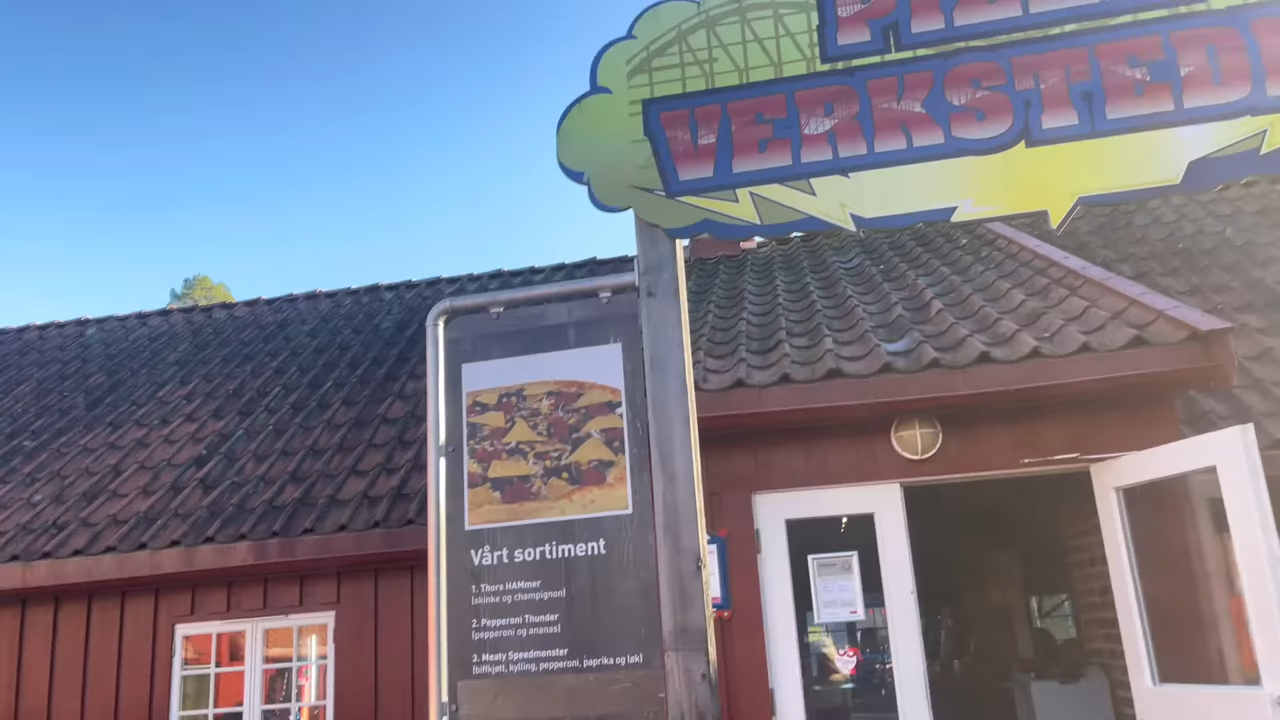 VERKSTED
Vårt sortiment
1. Thors HAMmer
(skinke og champignon)
2. Pepperoni Thunder
(pepperoni og ananas)
3. Meaty Speedmonster
(biffkjøtt, kylling, pepperoni, paprika og løk)